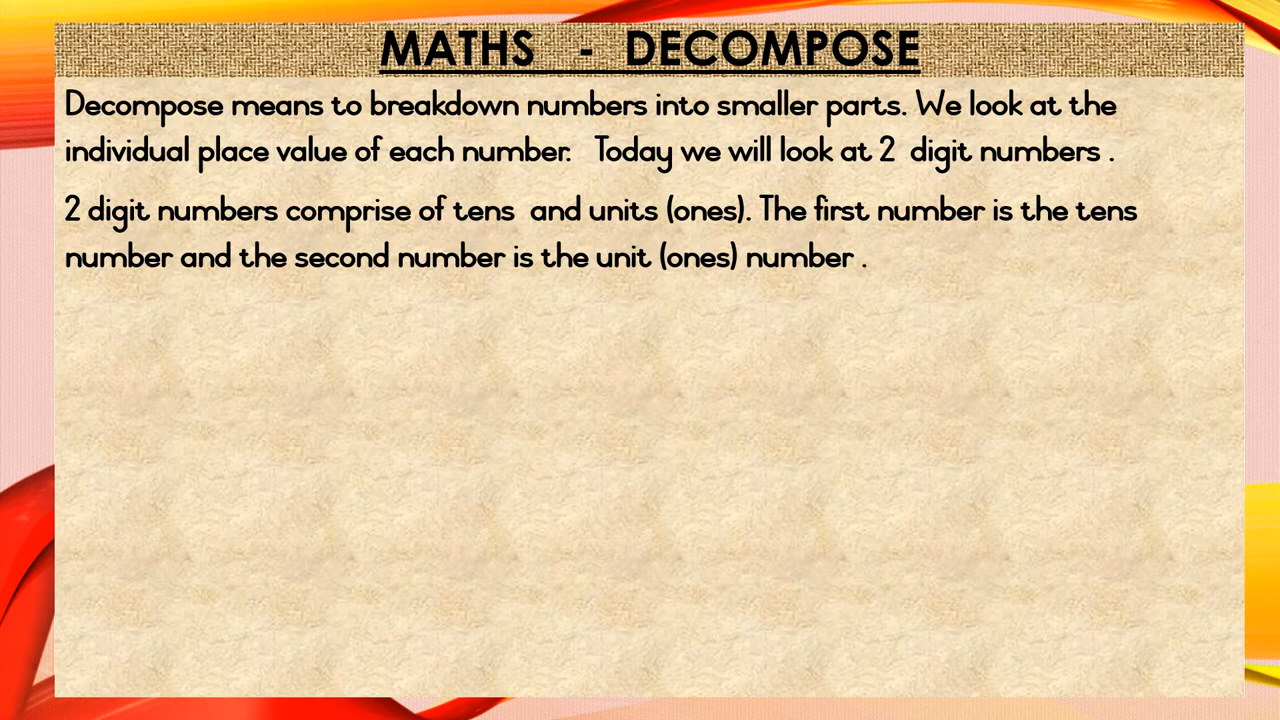 MATHS - DECOMPOSE
Decompose means to breakdown numbers into smaller parts. We look at the
individual place value of each number. Today we will look at 2 digit numbers .
2 digit numbers comprise of tens and units (ones). The first number is the tens
number and the second number is the unit (ones) number .